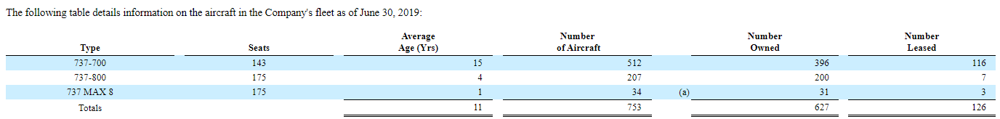 The following table details information on the aircraft in the Company's fleet as of June 30, 2019:
Average Number Number Number
Type Seats Age (Yrs) of Aircraft Owned Leased
737-700 143 15 512 396 116
737-800 175 4 207 200 7
737 MAX 8 175 1 34 (a) 31 3
Totals 11 753 627 126